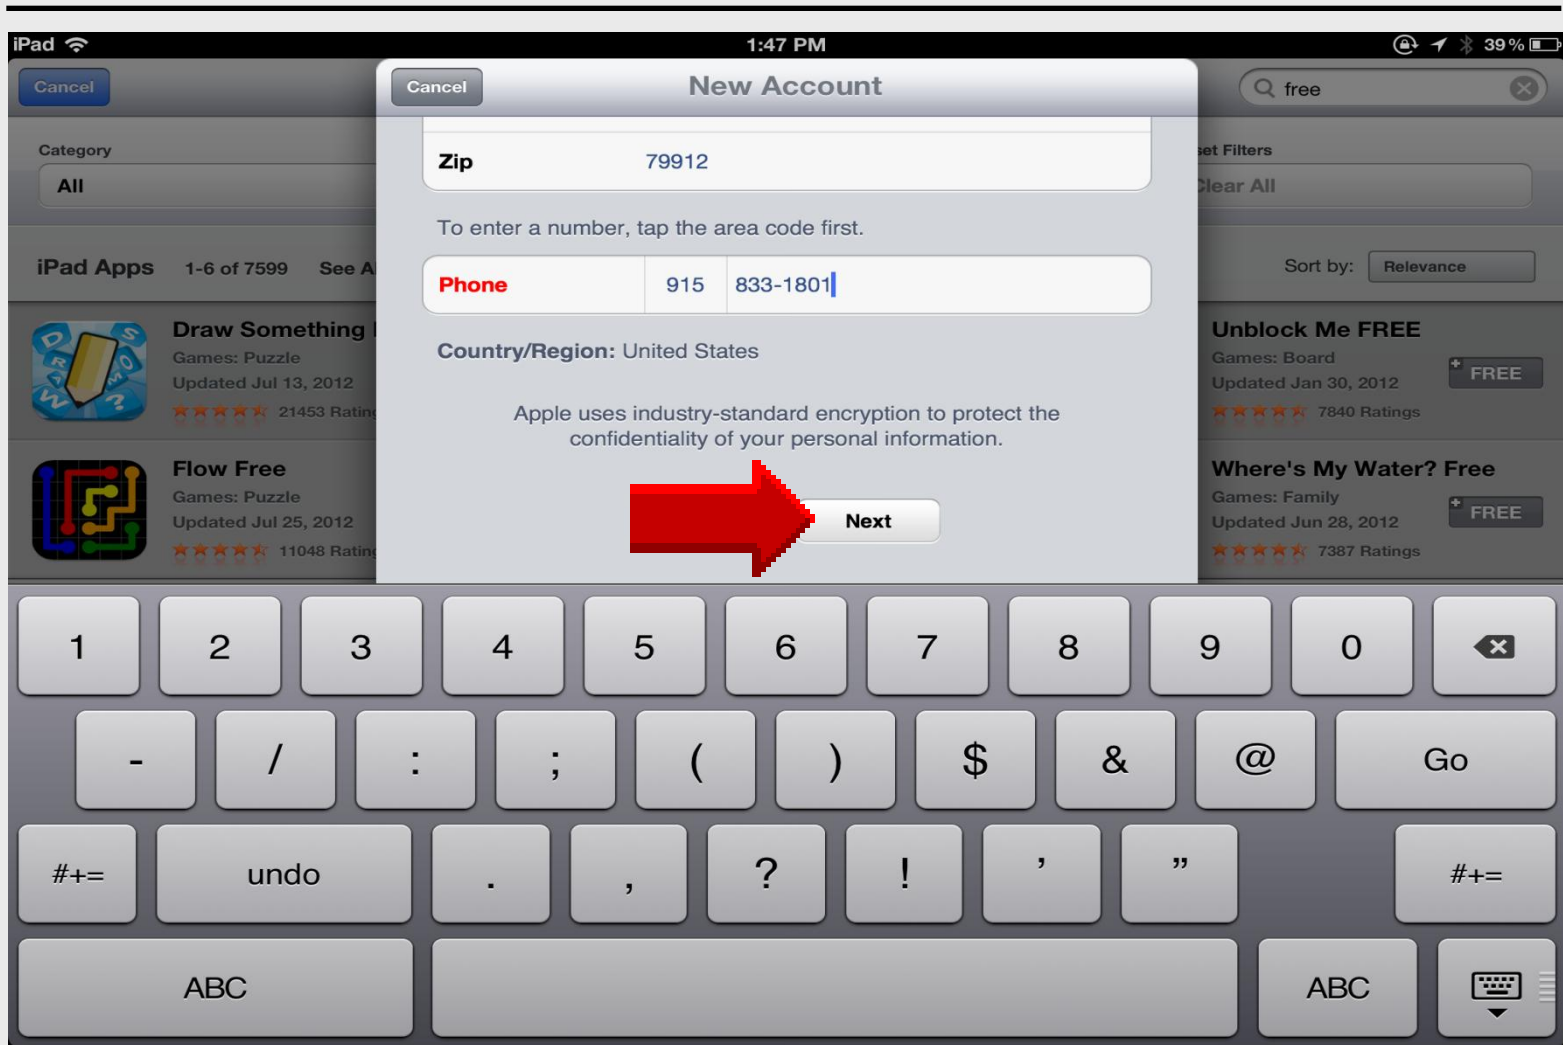 iPad 1:47 PM 39%
Cancel Cancel New Account free
Category
All
set Filters
Clear All
Zip 79912
To enter a number, tap the area code first.
iPad Apps 1-6 of 7599 See Al
Sort by: Relevance
Phone 915 833-1801
Country/Region: United States
Apple uses industry-standard encryption to protect the
confidentiality of your personal information.
Next
Draw Something
Games: Puzzle
Updated Jul 13, 2012
21453 Rating
Unblock Me FREE
Games: Board
Updated Jan 30, 2012
7840 Ratings
FREE
Flow Free
Games: Puzzle
Updated Jul 25, 2012
11048 Rating
Where's My Water? Free
Games: Family
Updated Jun 28, 2012
7387 Ratings
FREE
1 2 3 4 5 6 7 8 9 0
- / : ; ( ) $ & @ Go
#+= undo . , ? ! ’ ” #+=
ABC ABC